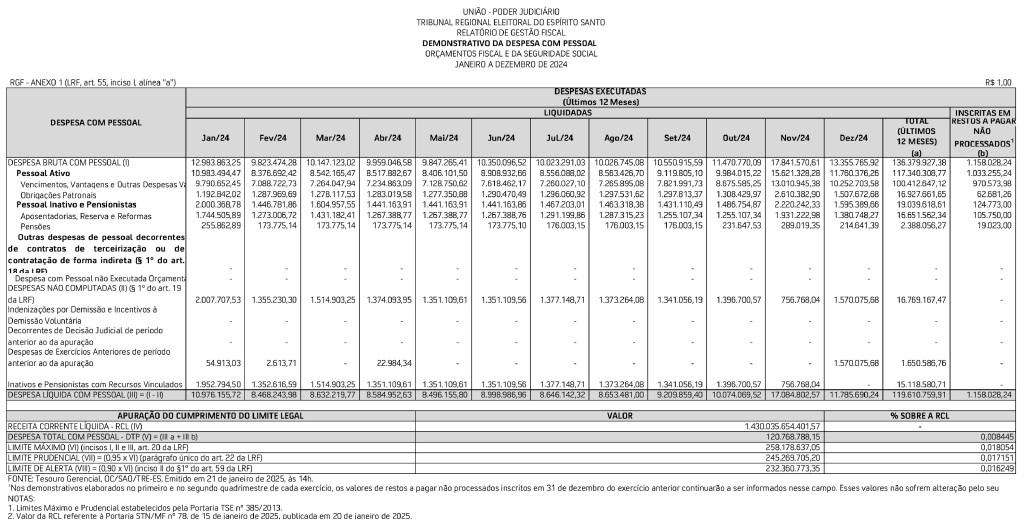 UNIÃO - PODER JUDICIÁRIO
TRIBUNAL REGIONAL ELEITORAL DO ESPÍRITO SANTO
RELATÓRIO DE GESTÃO FISCAL
DEMONSTRATIVO DA DESPESA COM PESSOAL
ORÇAMENTOS FISCAL E DA SEGURIDADE SOCIAL
JANEIRO A DEZEMBRO DE 2024
RGF - ANEXO 1 (LRF, art. 55, inciso I, alínea "a") R$ 1,00
DESPESA COM PESSOAL
DESPESAS EXECUTADAS
(Últimos 12 Meses)
LIQUIDADAS
INSCRITAS EM RESTOS A PAGAR NÃO PROCESSADOS¹ (b)
Jan/24 Fev/24 Mar/24 Abr/24 Mai/24 Jun/24 Jul/24 Ago/24 Set/24 Out/24 Nov/24 Dez/24 TOTAL (ÚLTIMOS 12 MESES) (a)
DESPESA BRUTA COM PESSOAL (I) 12.983.863,25 9.823.474,28 10.147.123,02 9.959.046,58 9.847.265,41 10.350.096,52 10.023.291,03 10.026.745,08 10.550.915,59 11.470.770,09 17.841.570,61 13.355.765,92 136.379.927,38 1.158.028,24
Pessoal Ativo 10.983.494,47 8.376.692,42 8.542.165,47 8.517.882,67 8.406.101,50 8.908.932,66 8.556.088,02 8.563.426,70 9.119.805,10 9.984.015,22 15.621.328,28 11.760.376,26 117.340.308,77 1.033.255,24
Vencimentos, Vantagens e Outras Despesas Va 9.790.652,45 7.088.722,73 7.264.047,94 7.234.863,09 7.128.750,62 7.618.462,17 7.260.027,10 7.265.895,08 7.821.991,73 8.675.585,25 13.010.945,38 10.252.703,58 100.412.647,12 970.573,98
Obrigações Patronais 1.192.842,02 1.287.969,69 1.278.117,53 1.283.019,58 1.277.350,88 1.290.470,49 1.296.060,92 1.297.531,62 1.297.813,37 1.308.429,97 2.610.382,90 1.507.672,68 16.927.661,65 62.681,26
Pessoal Inativo e Pensionistas 2.000.368,78 1.446.781,86 1.604.957,55 1.441.163,91 1.441.163,91 1.441.163,86 1.467.203,01 1.463.318,38 1.431.110,49 1.486.754,87 2.220.242,33 1.595.389,66 19.039.618,61 124.773,00
Aposentadorias, Reserva e Reformas 1.744.505,89 1.273.006,72 1.431.182,41 1.267.388,77 1.267.388,77 1.267.388,76 1.291.199,86 1.287.315,23 1.255.107,34 1.255.107,34 1.931.222,98 1.380.748,27 16.651.562,34 105.750,00
Pensões 255.862,89 173.775,14 173.775,14 173.775,14 173.775,14 173.775,10 176.003,15 176.003,15 176.003,15 231.647,53 289.019,35 214.641,39 2.388.056,27 19.023,00
Outras despesas de pessoal decorrentes
de contratos de terceirização ou de
contratação de forma indireta (§ 1º do art.
18 da LRF) - - - - - - - - - - - - - -
Despesa com Pessoal não Executada Orçamenta - - - - - - - - - - - - - -
DESPESAS NÃO COMPUTADAS (II) (§ 1º do art. 19
da LRF) 2.007.707,53 1.355.230,30 1.514.903,25 1.374.093,95 1.351.109,61 1.351.109,56 1.377.148,71 1.373.264,08 1.341.056,19 1.396.700,57 756.768,04 1.570.075,68 16.769.167,47 -
Indenizações por Demissão e Incentivos à
Demissão Voluntária - - - - - - - - - - - - - -
Decorrentes de Decisão Judicial de período
anterior ao da apuração - - - - - - - - - - - - - -
Despesas de Exercícios Anteriores de período
anterior ao da apuração 54.913,03 2.613,71 - 22.984,34 - - - - - - - 1.570.075,68 1.650.586,76 -
Inativos e Pensionistas com Recursos Vinculados 1.952.794,50 1.352.616,59 1.514.903,25 1.351.109,61 1.351.109,61 1.351.109,56 1.377.148,71 1.373.264,08 1.341.056,19 1.396.700,57 756.768,04 - 15.118.580,71 -
DESPESA LÍQUIDA COM PESSOAL (III) = (I - II) 10.976.155,72 8.468.243,98 8.632.219,77 8.584.952,63 8.496.155,80 8.998.986,96 8.646.142,32 8.653.481,00 9.209.859,40 10.074.069,52 17.084.802,57 11.785.690,24 119.610.759,91 1.158.028,24
APURAÇÃO DO CUMPRIMENTO DO LIMITE LEGAL VALOR % SOBRE A RCL
RECEITA CORRENTE LÍQUIDA - RCL (IV) 1.430.035.654.401,57 -
DESPESA TOTAL COM PESSOAL - DTP (V) = (III a + III b) 120.768.788,15 0,008445
LIMITE MÁXIMO (VI) (incisos I, II e III, art. 20 da LRF) 258.178.637,05 0,018054
LIMITE PRUDENCIAL (VII) = (0,95 x VI) (parágrafo único do art. 22 da LRF) 245.269.705,20 0,017151
LIMITE DE ALERTA (VIII) = (0,90 x VI) (inciso II do §1º do art. 59 da LRF) 232.360.773,35 0,016249
FONTE: Tesouro Gerencial, OC/SAO/TRE-ES, Emitido em 21 de janeiro de 2025, às 14h.
¹Nos demonstrativos elaborados no primeiro e no segundo quadrimestre de cada exercício, os valores de restos a pagar não processados inscritos em 31 de dezembro do exercício anterior continuarão a ser informados nesse campo. Esses valores não sofrem alteração pelo seu
NOTAS:
1. Limites Máximo e Prudencial estabelecidos pela Portaria TSE nº 385/2013.
2. Valor da RCL referente à Portaria STN/MF nº 78, de 15 de janeiro de 2025, publicada em 20 de janeiro de 2025.